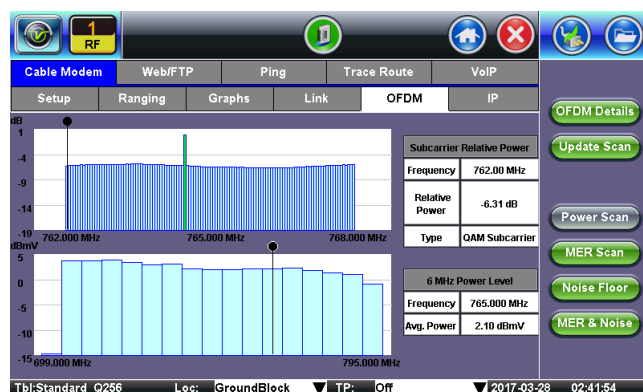 1
RF
Cable Modem Web/FTP Ping Trace Route VoIP
Setup Ranging Graphs Link OFDM IP
OFDM Details
Update Scan
Power Scan
MER Scan
Noise Floor
MER & Noise
dB
1
-4
-9
-14
-19
762.000 MHz 765.000 MHz 768.000 MHz
Subcarrier Relative Power
Frequency 762.00 MHz
Relative Power -6.31 dB
Type QAM Subcarrier
dBmV
5
0
-5
-10
-15
699.000 MHz 795.000 MHz
6 MHz Power Level
Frequency 765.000 MHz
Avg. Power 2.10 dBmV
Tbl:Standard_Q256 Loc: GroundBlock TP: Off 2017-03-28 02:41:54